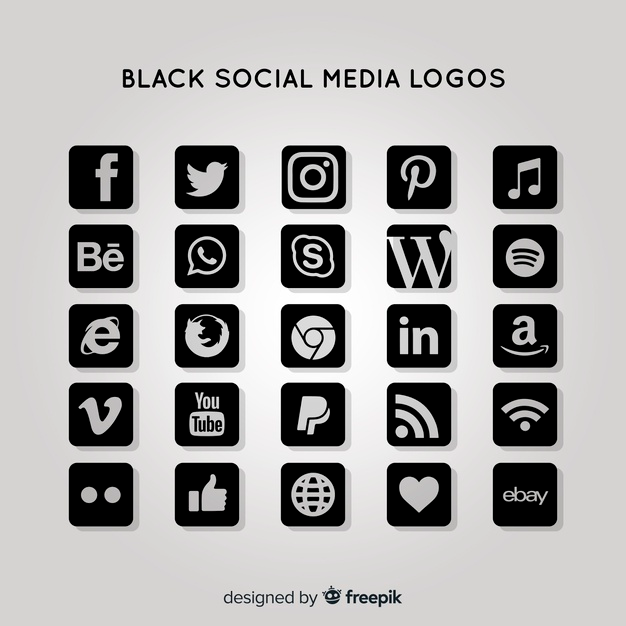 BLACK SOCIAL MEDIA LOGOS
f
Bē
S
W
e
in
a
v
You
Tube
P
ebay
designed by freepik